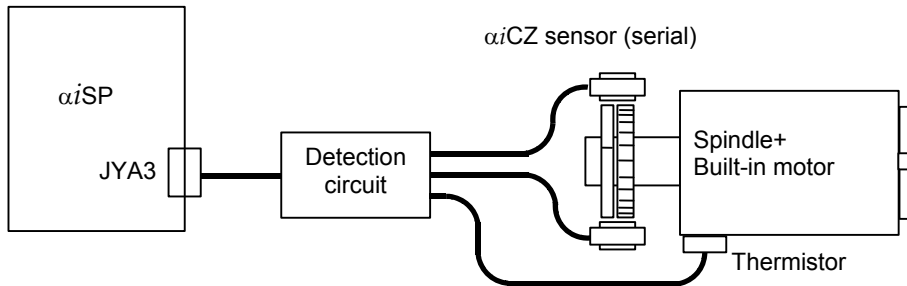 αiCZ sensor (serial)
αiSP
JYA3
Detection
circuit
Spindle+
Built-in motor
Thermistor